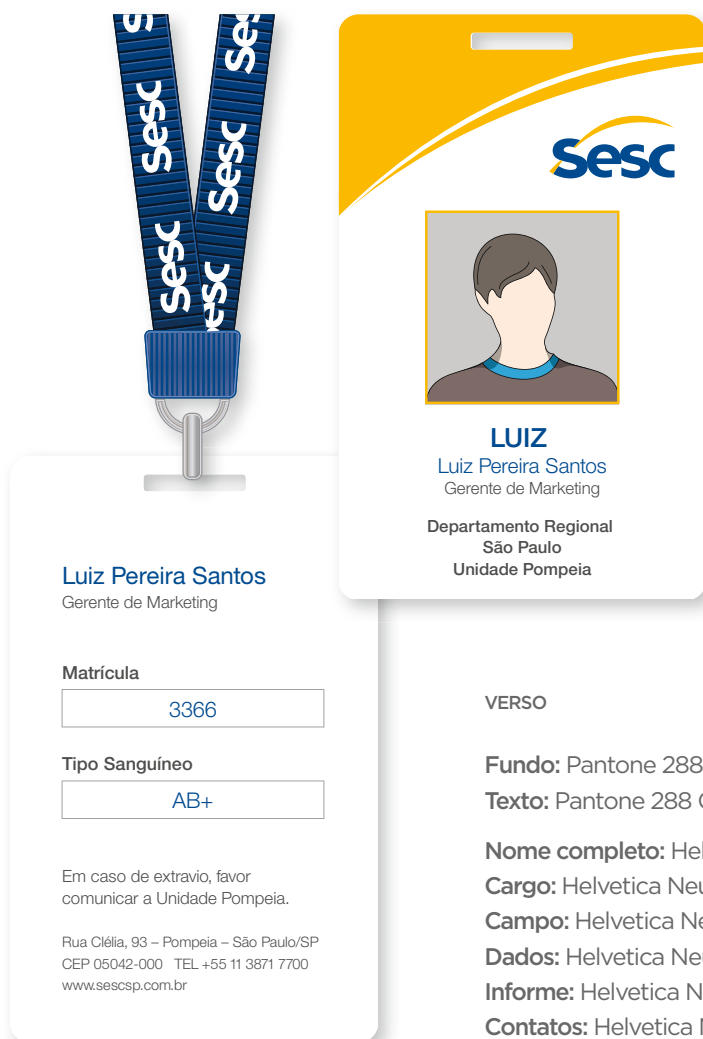 Sesc
Sesc
Sesc
Sesc
Sesc
Sesc
LUIZ
Luiz Pereira Santos
Gerente de Marketing
Departamento Regional
São Paulo
Unidade Pompeia
Luiz Pereira Santos
Gerente de Marketing
Matrícula
3366
Tipo Sanguíneo
AB+
Em caso de extravio, favor
comunicar a Unidade Pompeia.
Rua Clélia, 93 – Pompeia – São Paulo/SP
CEP 05042-000 TEL +55 11 3871 7700
www.sescsp.com.br
VERSO
Fundo: Pantone 288
Texto: Pantone 288
Nome completo:
Cargo: Helvetica
Campo: Helvetica
Dados: Helvetica
Informe: Helvetica
Contatos: Helvetica